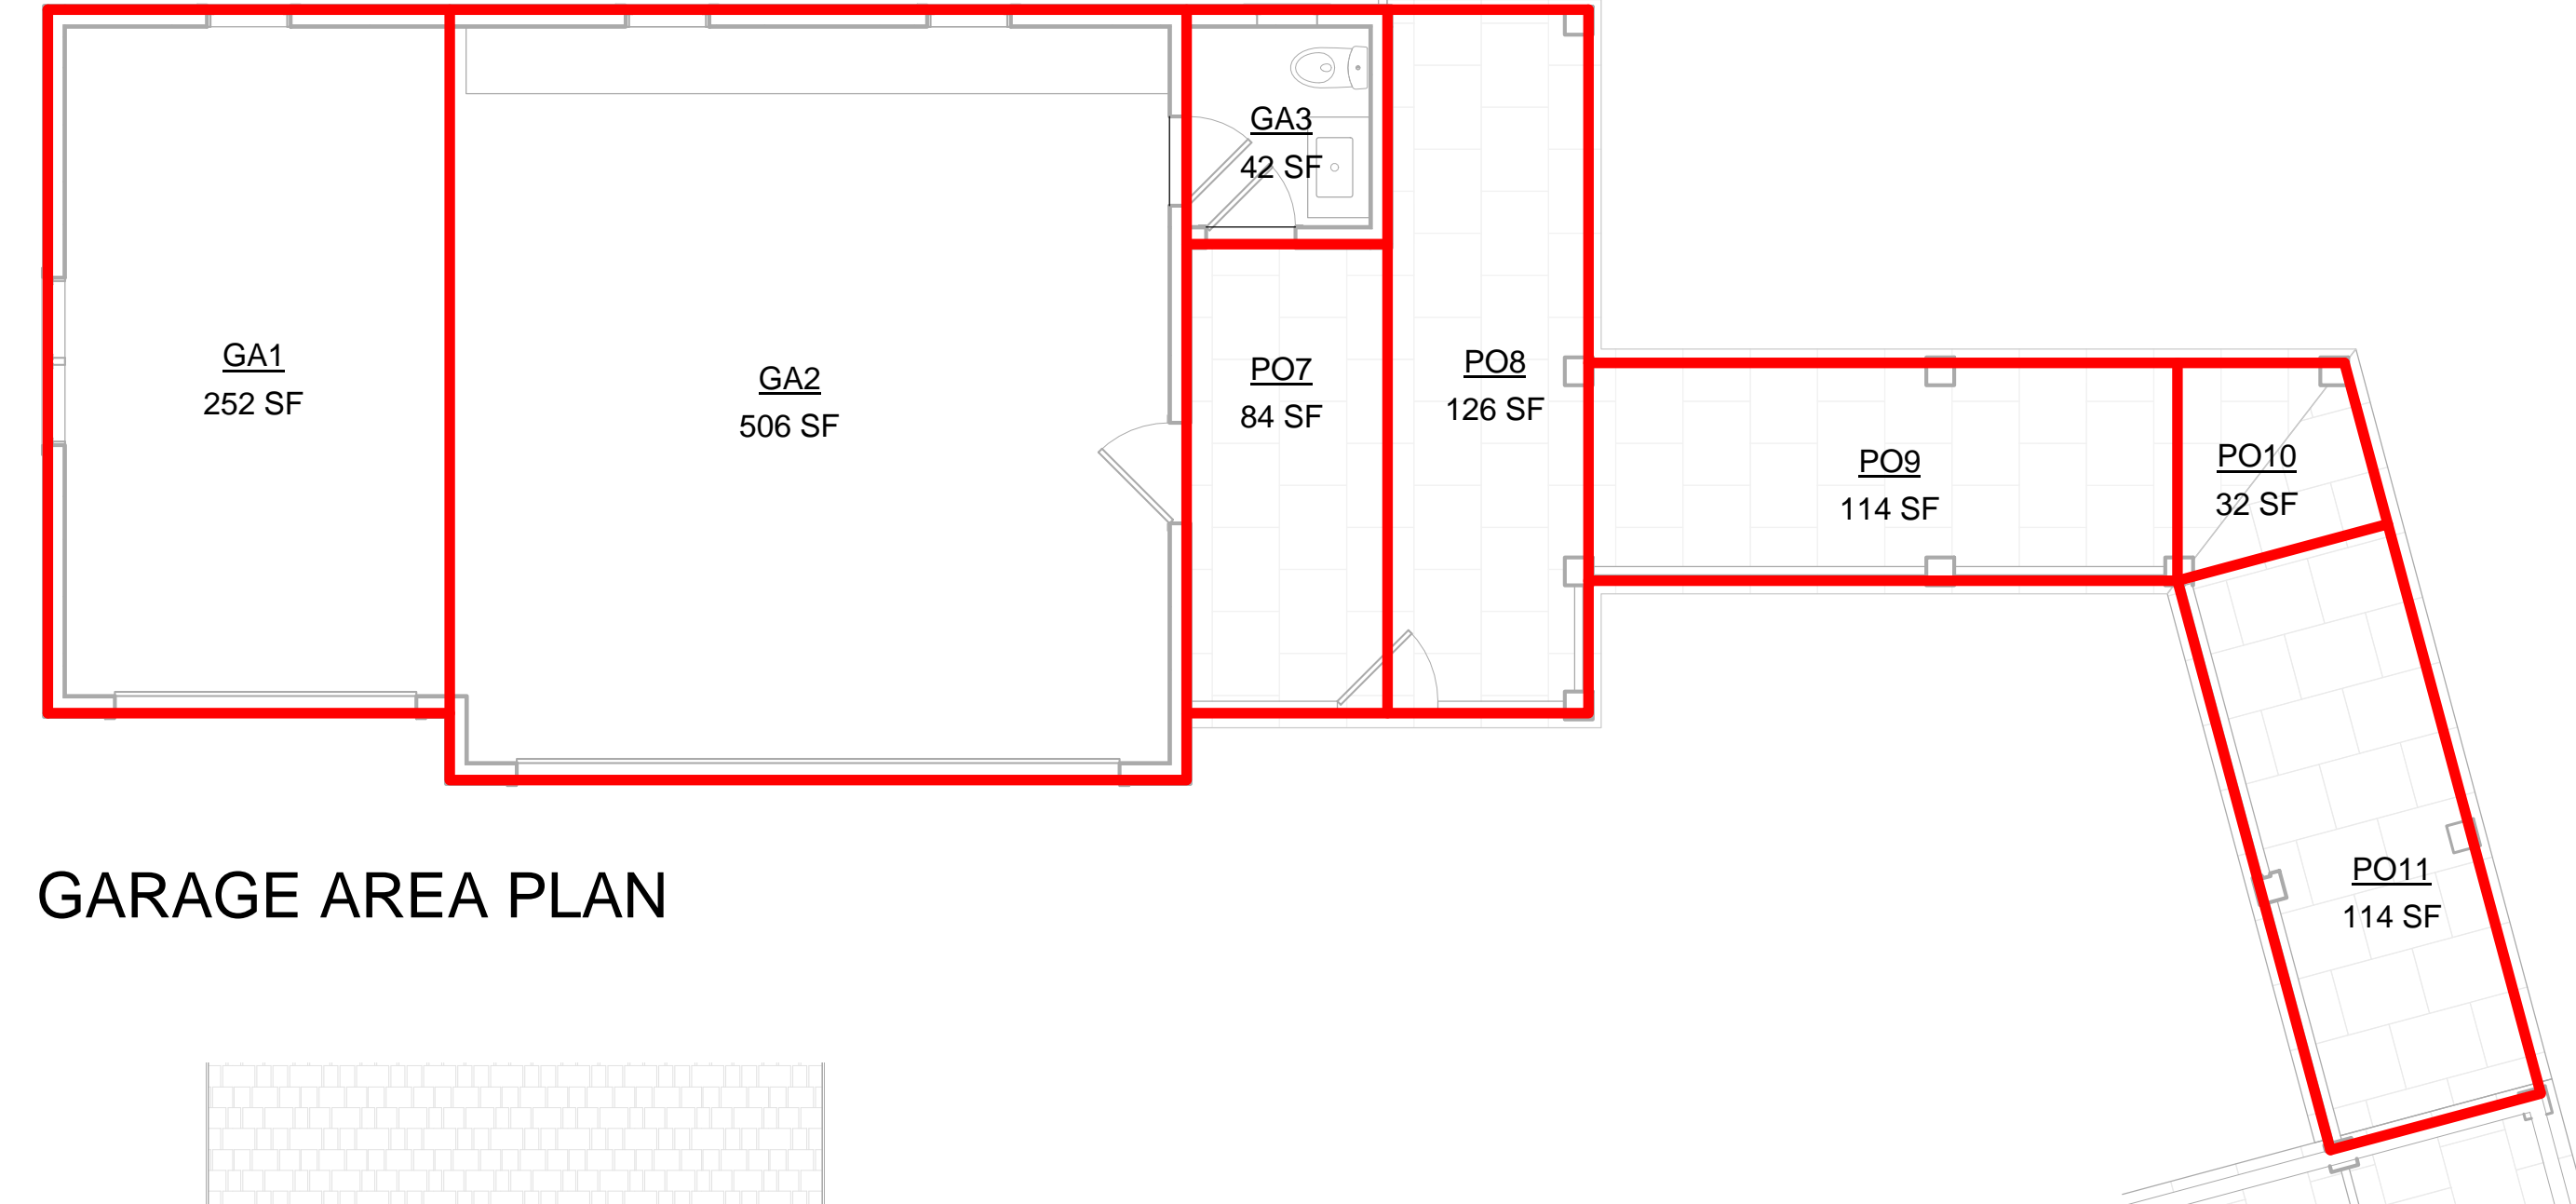 GA1
252 SF
GA2
506 SF
GA3
42 SF
PO7
84 SF
PO8
126 SF
PO9
114 SF
PO10
32 SF
PO11
114 SF
GARAGE AREA PLAN